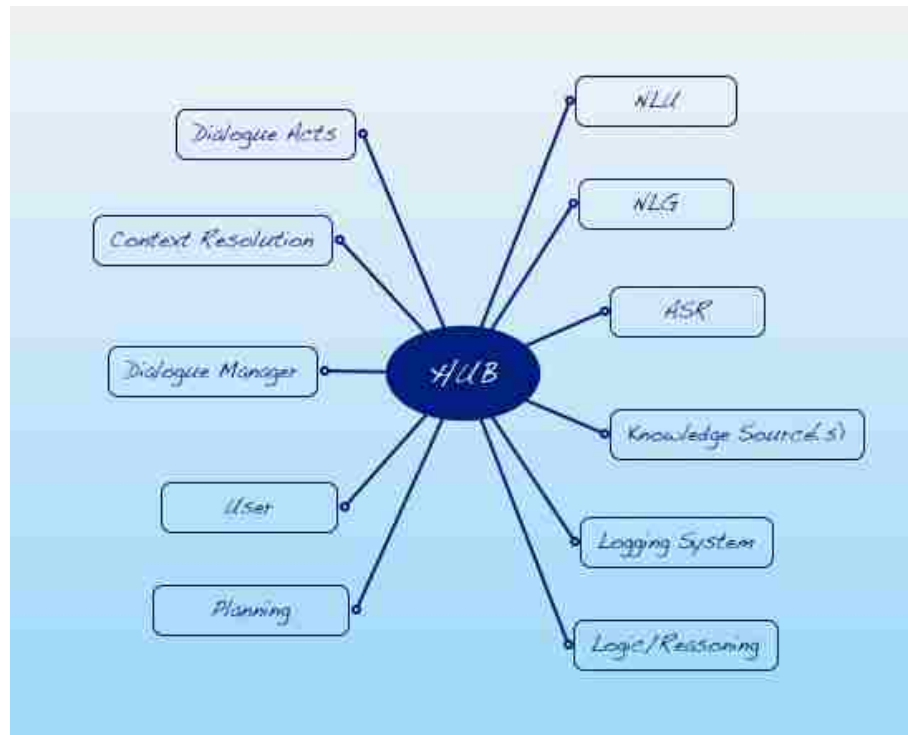 NLU
Dialogue Acts
NLG
Context Resolution
ASR
Dialogue Manager
HUB
Knowledge Source(s)
User
Logging System
Planning
Logic/Reasoning